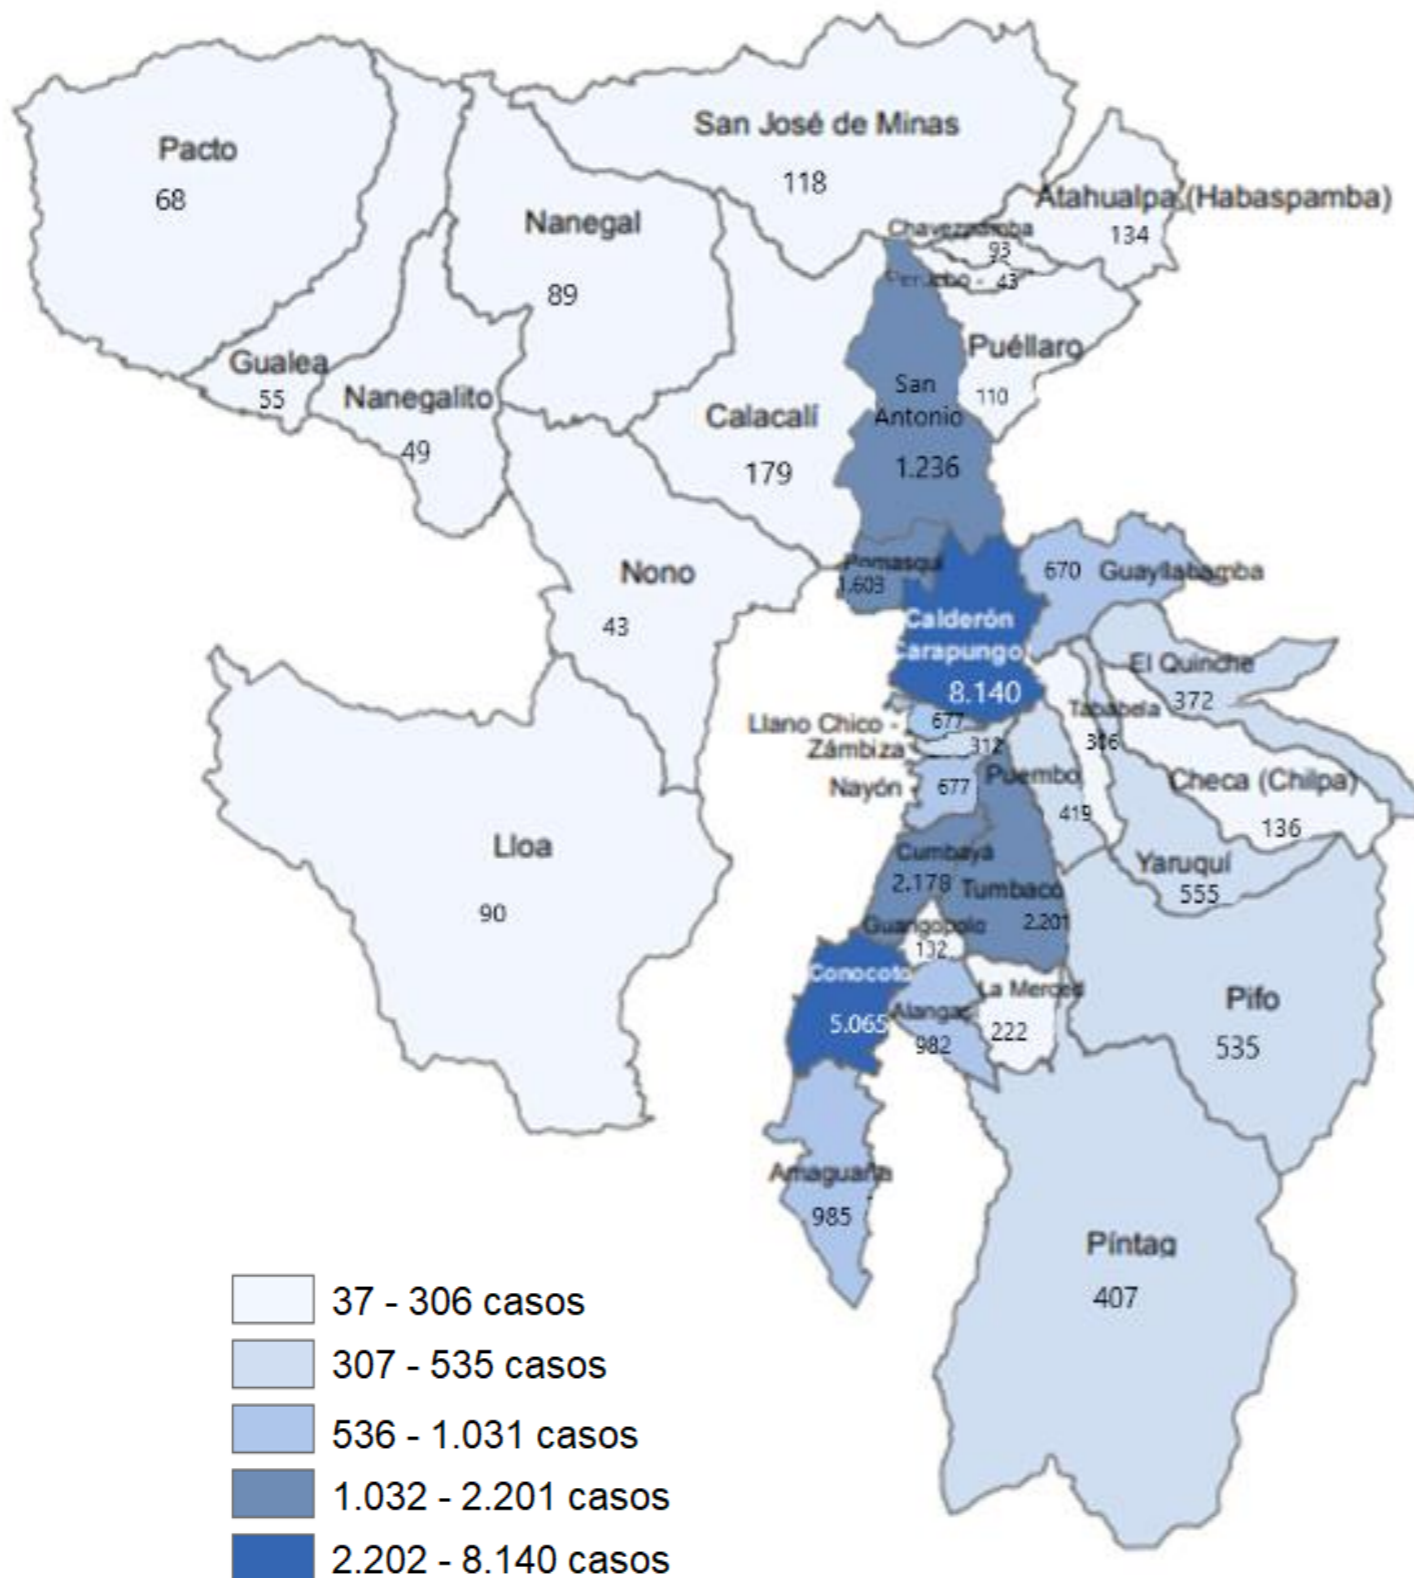 San José de Minas
118
Pacto
68
Atahualpa (Habaspamba)
134
Nanegal
89
Chavezpamba
93
43
Puéllaro
110
Gualea
55
Nanegalito
49
San
Antonio
1.236
Calacalí
179
Pomasqui
1.603
670
Guayllabamba
Nono
43
Calderón
Carapungo
8.140
El Quinche
372
Tababela
306
Llano Chico -
677
Zámbiza
312
Nayón -
677
Puembo
419
Checa (Chilpa)
136
Lloa
90
Cumbayá
2.178
Tumbaco
2.201
Yaruquí
555
Guangopolo
132
Conocoto
5.065
La Merced
222
Alangasí
982
Pifo
535
Amaguaña
985
Píntag
407
37 - 306 casos
307 - 535 casos
536 - 1.031 casos
1.032 - 2.201 casos
2.202 - 8.140 casos